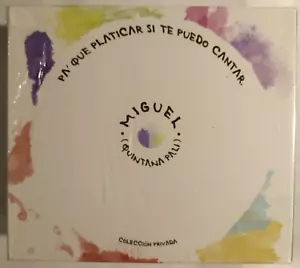 PA' QUE PLATICAR SI TE PUEDO CANTAR.
MIGUEL
(QUINTANA PALI)
COLECCIÓN PRIVADA